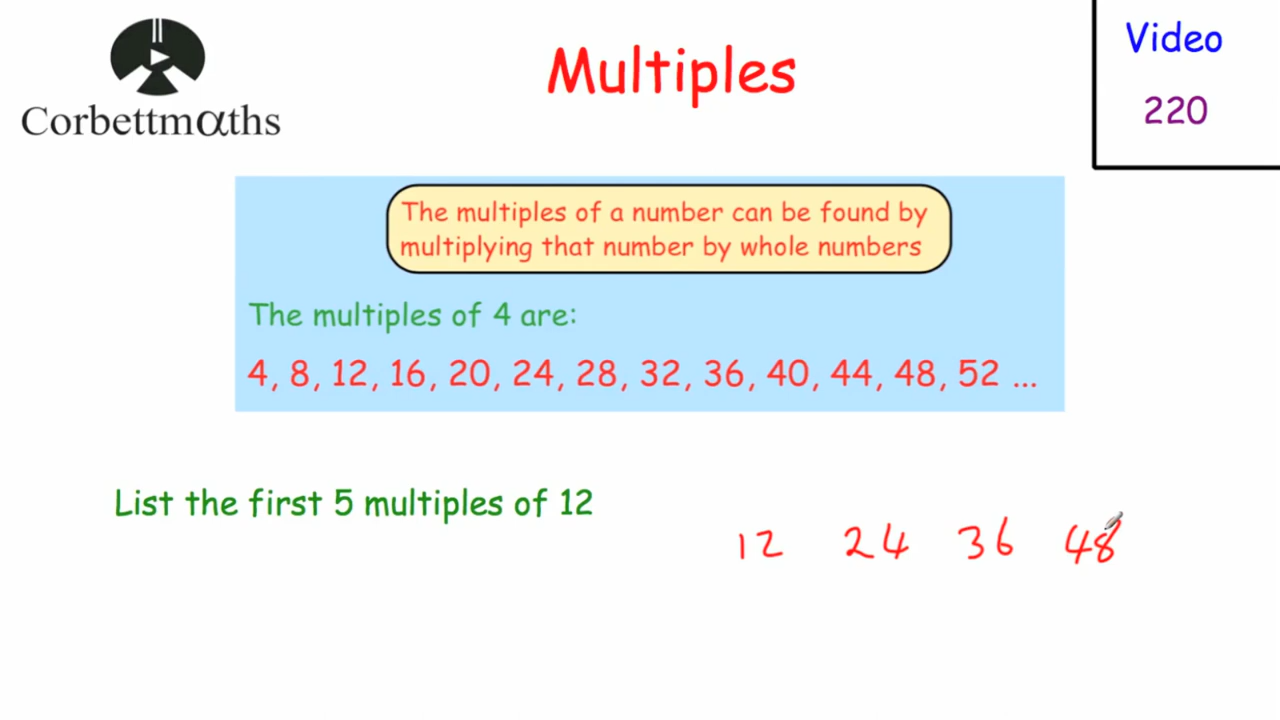 Corbettmαths
Multiples
Video
220
The multiples of a number can be found by
multiplying that number by whole numbers
The multiples of 4 are:
4, 8, 12, 16, 20, 24, 28, 32, 36, 40, 44, 48, 52 ...
List the first 5 multiples of 12
12 24 36 48